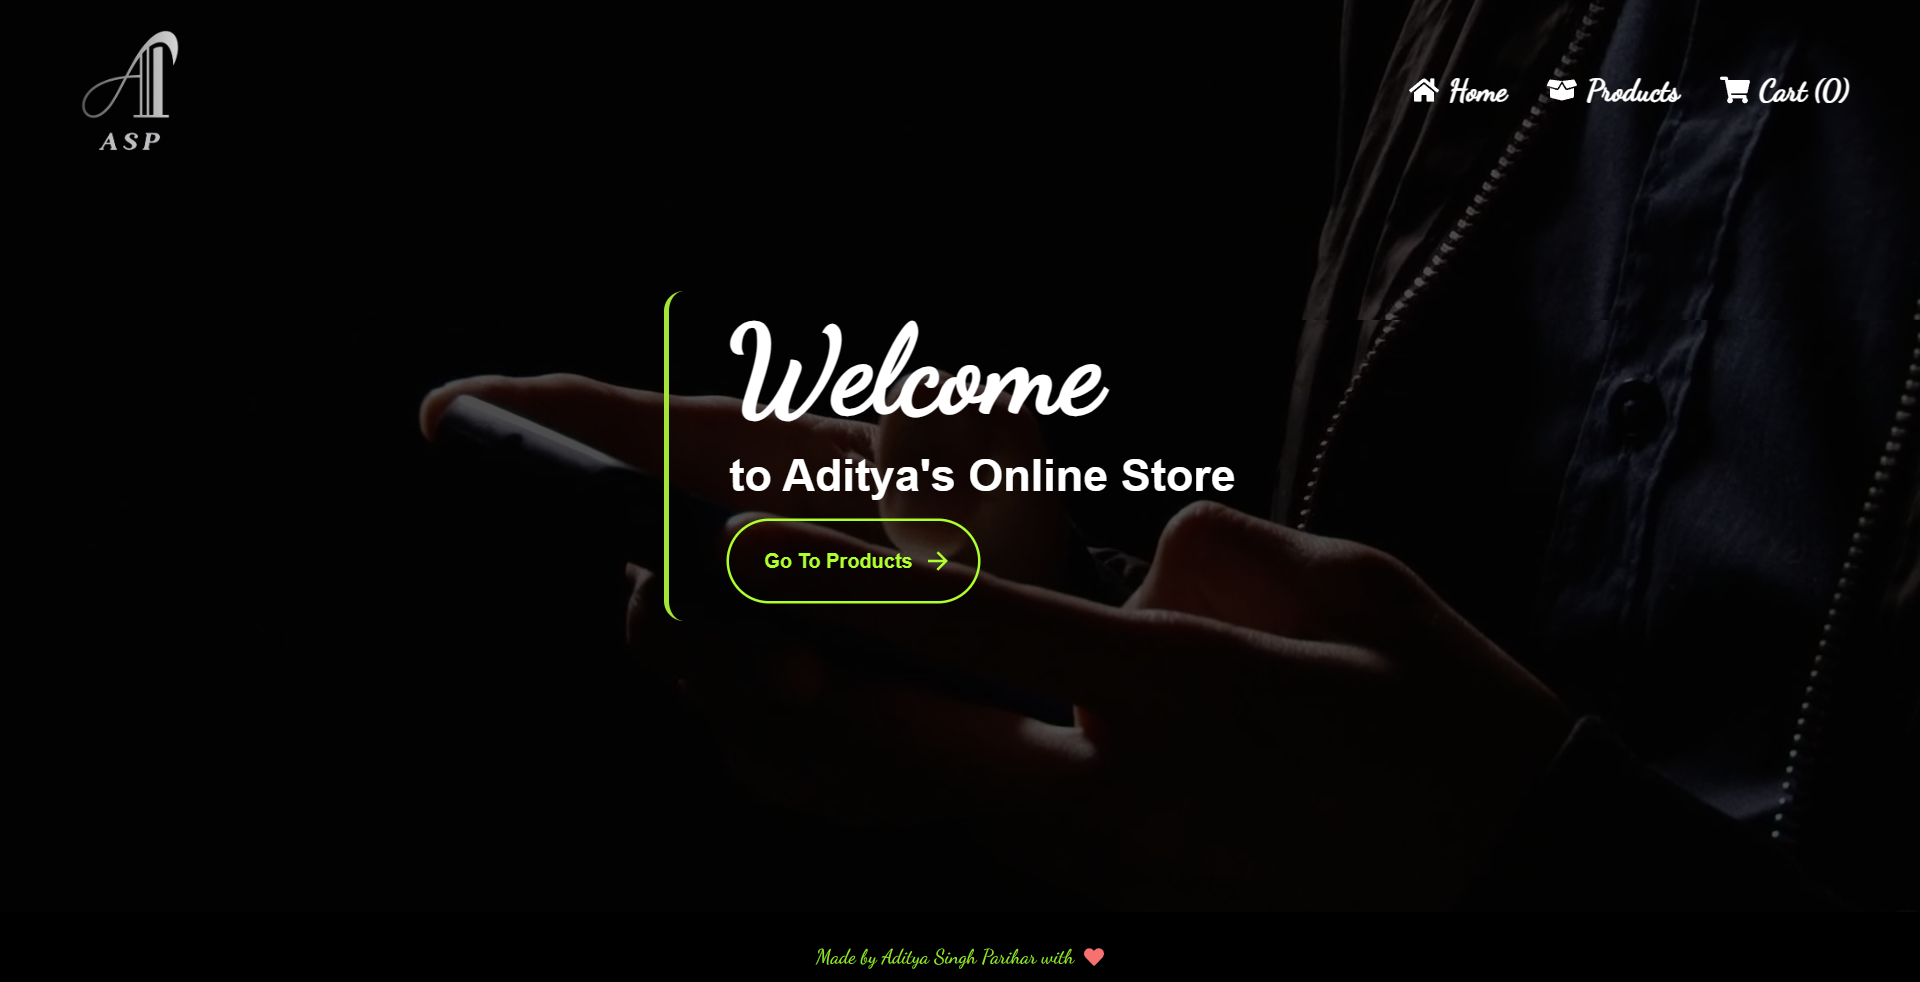 ASP
Home Products Cart (0)
Welcome
to Aditya's Online Store
Go To Products
Made by Aditya Singh Parihar with